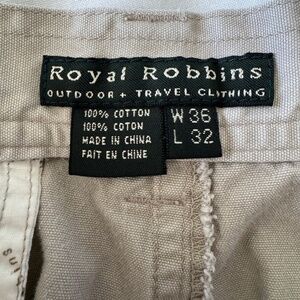 Royal Robbins
OUTDOOR + TRAVEL CLOTHING
100% COTTON
100% COTON
MADE IN CHINA
FAIT EN CHINE
W 36
L 32